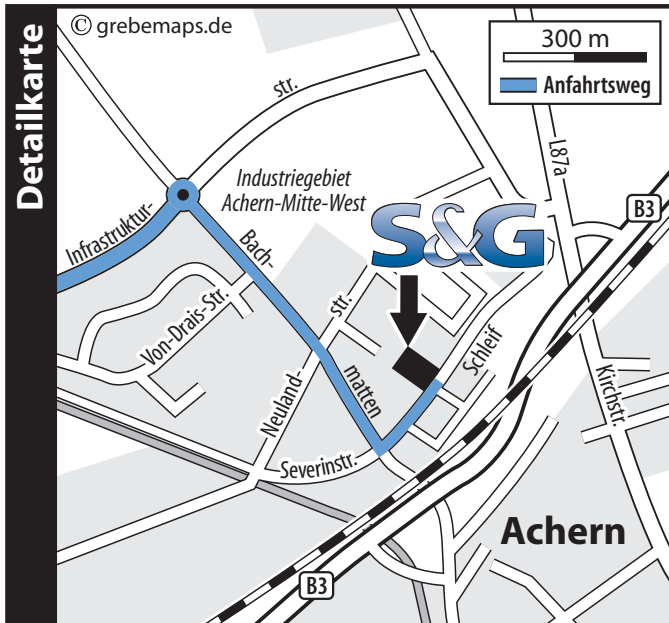 Detailkarte
© grebemaps.de
300 m
Anfahrtsweg
str.
L87a
B3
Industriegebiet
Achern-Mitte-West
S&G
Infrastruktur-
Bach-
Von-Drais-Str.
str.
Schleif
matten
Neuland-
Kirchstr.
Severinstr.
Achern
B3